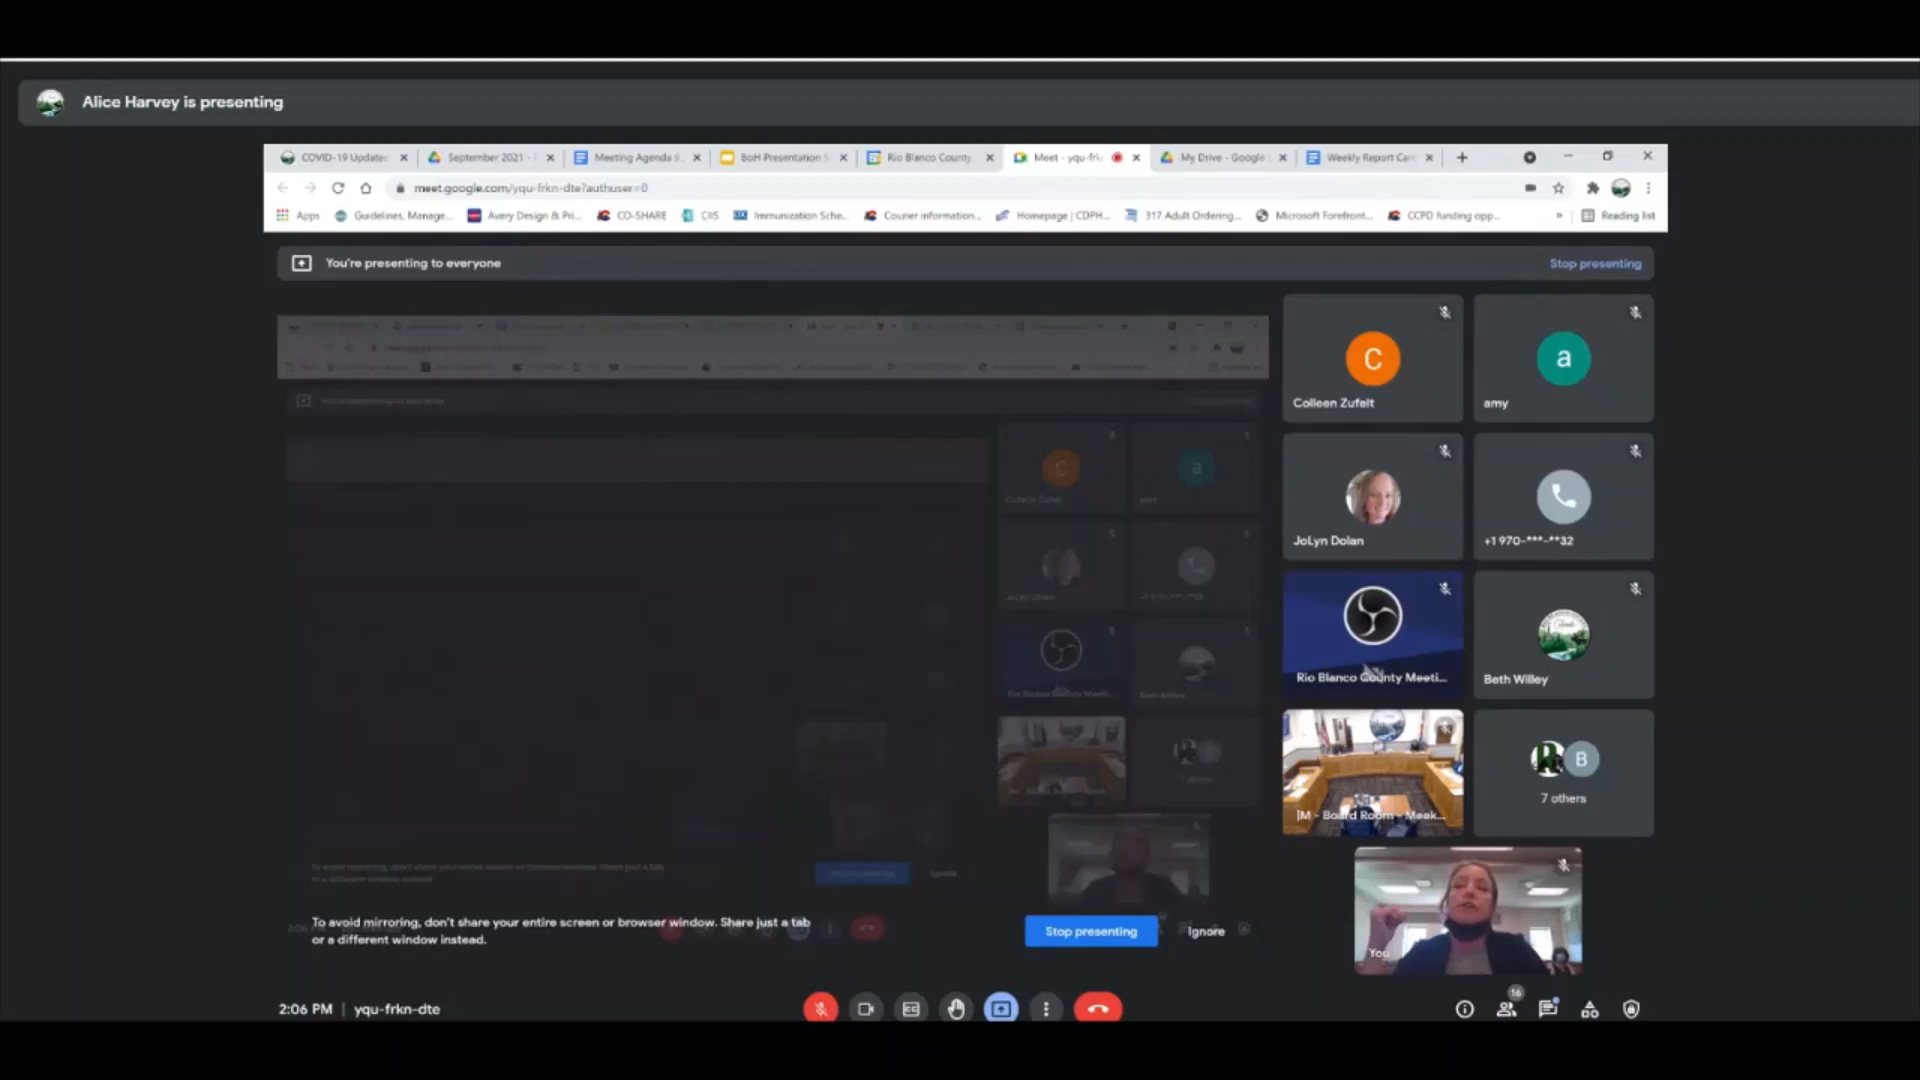 Alice Harvey is presenting
COVID-19 Update
September 2021 -
Meeting Agenda 9
BoH Presentation
Rio Blanco County
Meet - yqu-frk
My Drive - Google
Weekly Report Car
meet.google.com/yqu-frkn-dte?authuser=0
Apps
Guidelines, Manage...
Avery Design & Pri...
CO-SHARE
CIIS
Immunization Sche...
Courier information...
Homepage | CDPH...
317 Adult Ordering...
Microsoft Forefront...
CCPD funding opp...
»
Reading list
You're presenting to everyone
Stop presenting
C
Colleen Zufelt
a
amy
JoLyn Dolan
+1 970-***-**32
Rio Blanco County Meeti...
Beth Willey
- Board Room - Meek...
B
7 others
You
To avoid mirroring, don't share your entire screen or browser window. Share just a tab
or a different window instead.
Stop presenting
Ignore
2:06 PM | yqu-frkn-dte
16